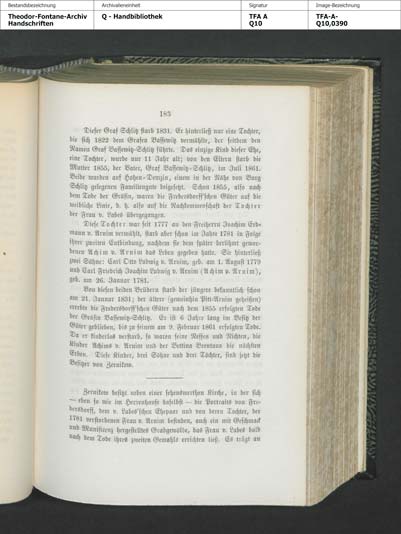 Bestandsbezeichnung
Archivalieneinheit
Signatur
Image-Bezeichnung
Theodor-Fontane-Archiv
Handschriften
Q - Handbibliothek
TFA A
Q10
TFA-A-
Q10,0390
183
Dieser Graf Schlitz starb 1831. Er hinterließ nur eine Tochter,
die sich 1822 dem Grafen Bassewitz vermählte, der seitdem den
Namen Graf Bassewitz-Schlitz führte. Das einzige Kind dieser Ehe,
eine Tochter, wurde nur 11 Jahr alt; von den Eltern starb die
Mutter 1855, der Vater, Graf Bassewitz-Schlitz, im Juli 1861.
Beide wurden auf Hohen-Demzin, einem in der Nähe von Burg
Schlitz gelegenen Familiengute beigesetzt. Schon 1855, also nach
dem Tode der Gräfin, waren die Fredersdorff'schen Güter auf die
weibliche Linie, d. h. also auf die Nachkommenschaft der Tochter
der Frau v. Labes übergegangen.
Diese Tochter war seit 1777 an den Freiherrn Joachim Erd-
mann v. Arnim vermählt, starb aber schon im Jahre 1781 in Folge
ihrer zweiten Entbindung, nachdem sie dem später berühmt gewor-
denen Achim v. Arnim das Leben gegeben hatte. Sie hinterließ
zwei Söhne: Carl Otto Ludwig v. Arnim, geb. am 1. August 1779
und Carl Friedrich Joachim Ludwig v. Arnim (Achim v. Arnim),
geb. am 26. Januar 1781.
Von diesen beiden Brüdern starb der jüngere bekanntlich schon
am 21. Januar 1831; der ältere (gewöhnlich Pitt-Arnim geheißen)
ererbte die Fredersdorff'schen Güter nach dem 1855 erfolgten Tode
der Gräfin Bassewitz-Schlitz. Er ist 6 Jahre lang im Besitz der
Güter geblieben, bis zu seinem am 9. Februar 1861 erfolgten Tode.
Da er kinderlos verstarb, so waren seine Neffen und Nichten, die
Kinder Achims v. Arnim und der Bettina Brentano die nächsten
Erben. Diese Kinder, drei Söhne und drei Töchter, sind jetzt die
Besitzer von Zernikow.
Zernikow besitzt neben einer sehenswerthen Kirche, in der sich
— eben so wie im Herrenhause daselbst — die Portraits von Fre-
dersdorff, dem v. Labes'schen Ehepaar und von deren Tochter, der
1781 verstorbenen Frau v. Arnim befinden, auch ein mit Geschmack
und Munificenz hergestelltes Grabgewölbe, das Frau v. Labes bald
nach dem Tode ihres zweiten Gemahls errichten ließ. Es trägt an